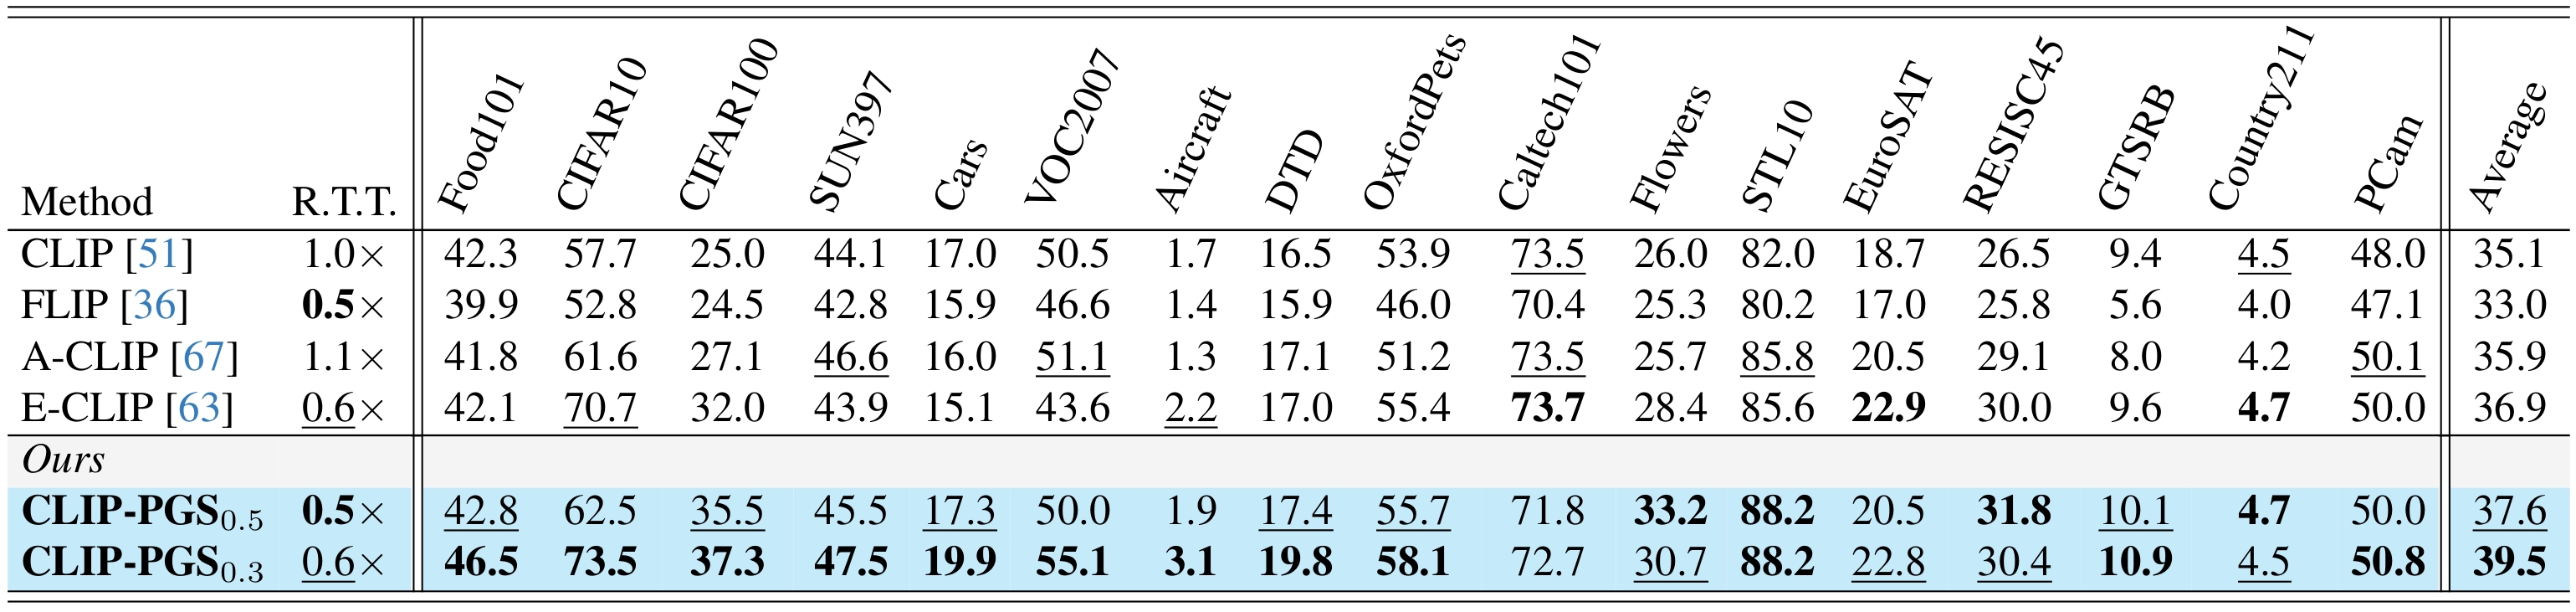 Method R.T.T. Food101 CIFAR10 CIFAR100 SUN397 Cars VOC2007 Aircraft DTD OxfordPets Caltech101 Flowers STL10 EuroSAT RESISC45 GTSRB Country211 PCam Average
CLIP [51] 1.0× 42.3 57.7 25.0 44.1 17.0 50.5 1.7 16.5 53.9 73.5 26.0 82.0 18.7 26.5 9.4 4.5 48.0 35.1
FLIP [36] 0.5× 39.9 52.8 24.5 42.8 15.9 46.6 1.4 15.9 46.0 70.4 25.3 80.2 17.0 25.8 5.6 4.0 47.1 33.0
A-CLIP [67] 1.1× 41.8 61.6 27.1 46.6 16.0 51.1 1.3 17.1 51.2 73.5 25.7 85.8 20.5 29.1 8.0 4.2 50.1 35.9
E-CLIP [63] 0.6× 42.1 70.7 32.0 43.9 15.1 43.6 2.2 17.0 55.4 73.7 28.4 85.6 22.9 30.0 9.6 4.7 50.0 36.9
Ours
CLIP-PGS0.5 0.5× 42.8 62.5 35.5 45.5 17.3 50.0 1.9 17.4 55.7 71.8 33.2 88.2 20.5 31.8 10.1 4.7 50.0 37.6
CLIP-PGS0.3 0.6× 46.5 73.5 37.3 47.5 19.9 55.1 3.1 19.8 58.1 72.7 30.7 88.2 22.8 30.4 10.9 4.5 50.8 39.5